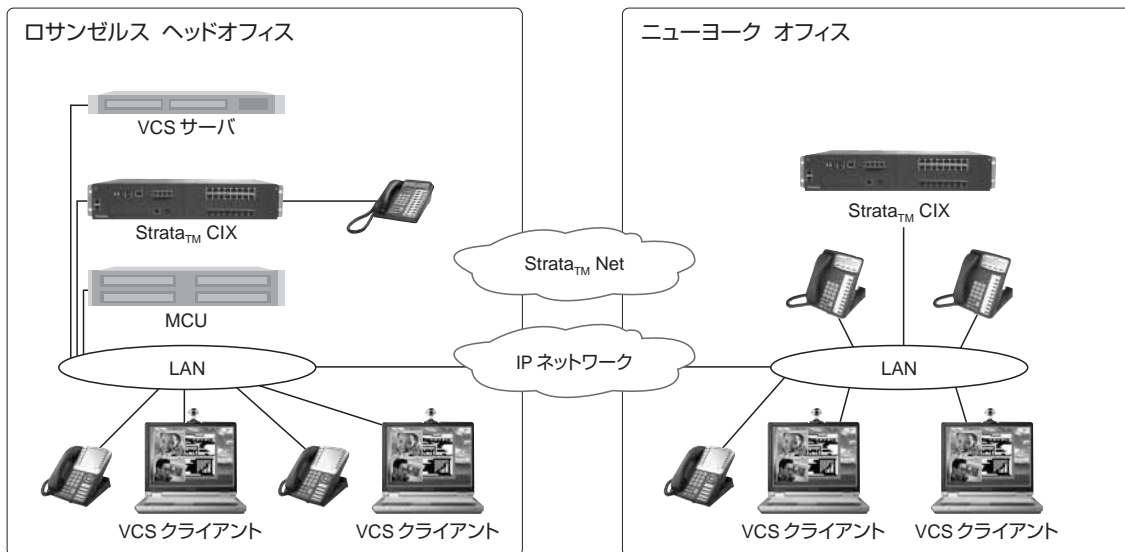 ロサンゼルス ヘッドオフィス
VCS サーバ
StrataTM CIX
MCU
LAN
VCS クライアント
VCS クライアント
StrataTM Net
IP ネットワーク
ニューヨーク オフィス
StrataTM CIX
LAN
VCS クライアント
VCS クライアント